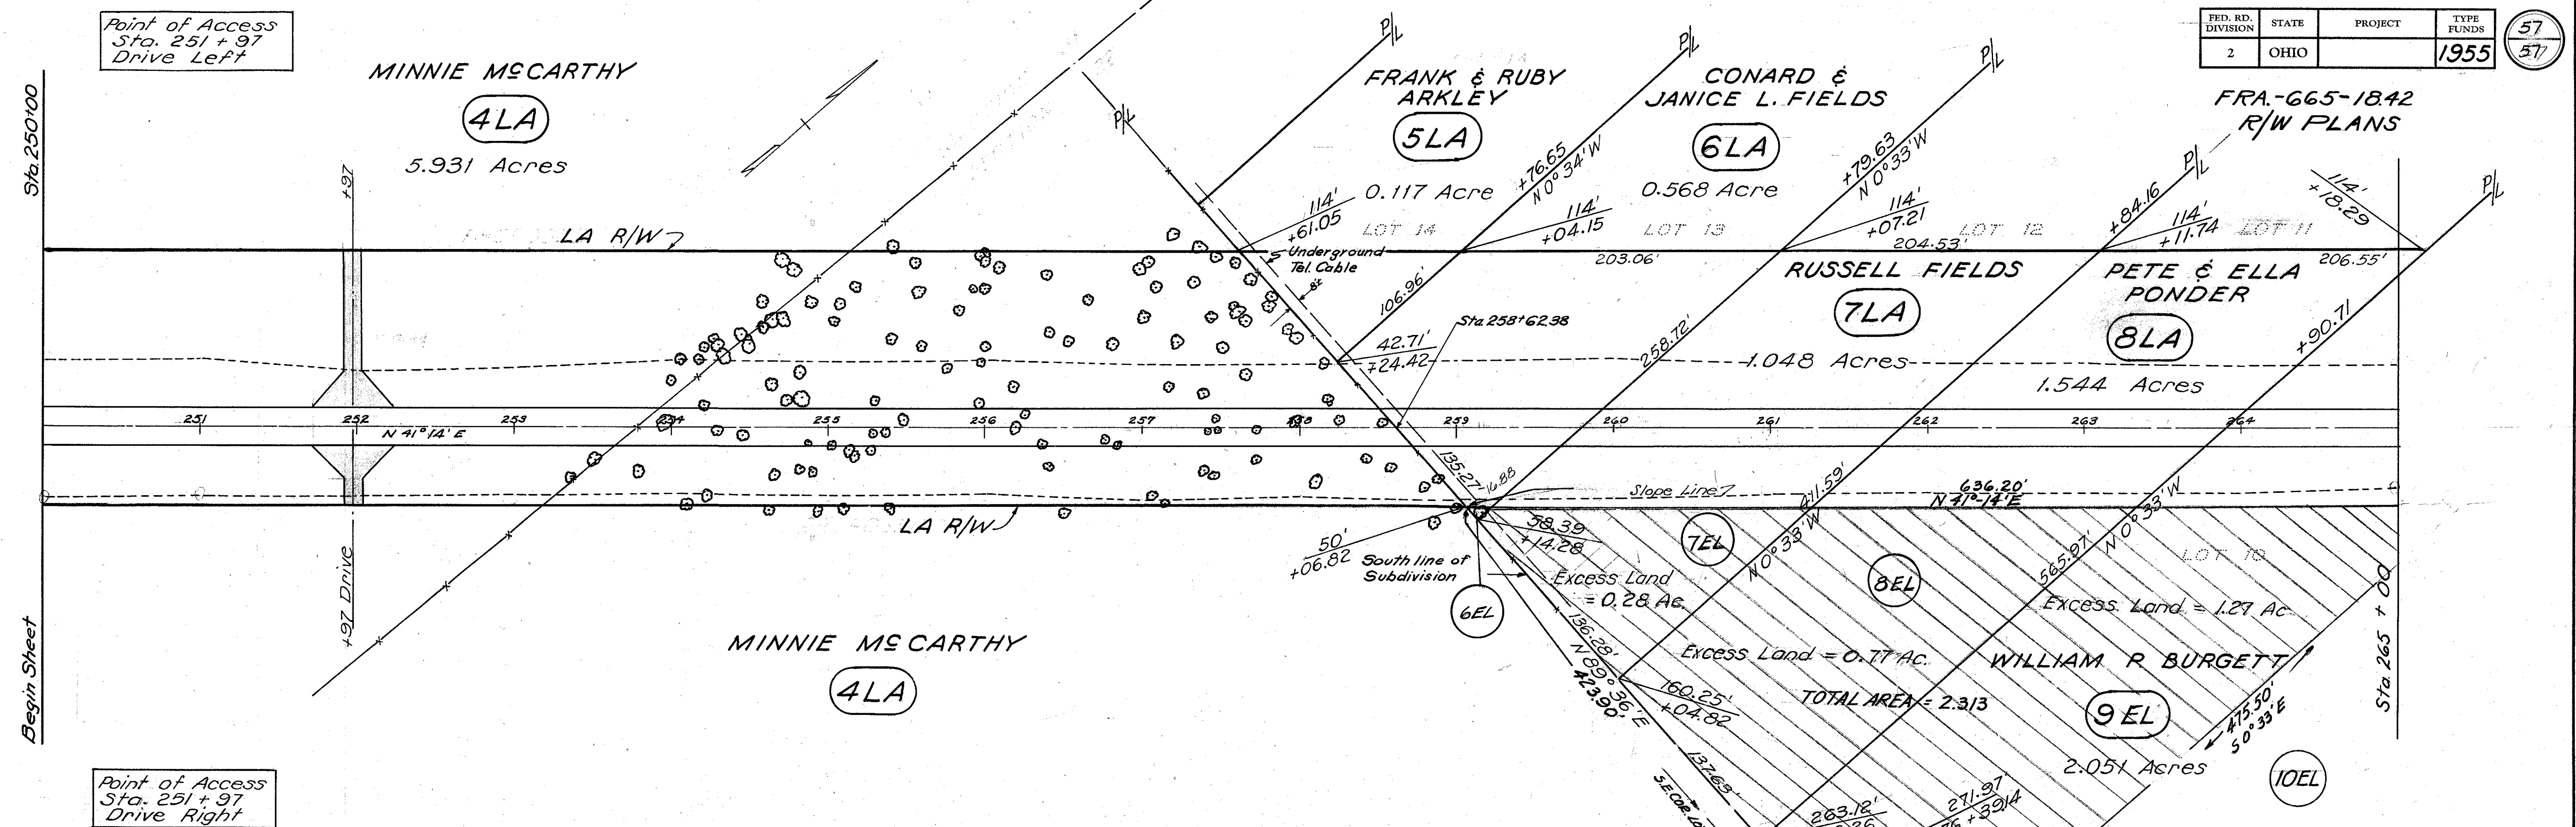 Point of Access
Sta. 251 + 97
Drive Left
FED. RD. DIVISION
STATE
PROJECT
TYPE FUNDS
2
OHIO
1955
57
57
FRA.-665-18.42
R/W PLANS
Sta. 250+00
MINNIE McCARTHY
4LA
5.931 Acres
+97
LA R/W
P/L
P/L
FRANK & RUBY
ARKLEY
5LA
0.117 Acre
114'
+61.05
LOT 14
P/L
+76.65
N 0° 34' W
CONARD &
JANICE L. FIELDS
6LA
0.568 Acre
114'
+04.15
LOT 13
203.06'
P/L
+79.63
N 0° 33' W
114'
+07.21
LOT 12
204.53'
P/L
+84.16
114'
+11.74
LOT 11
114'
+18.29
P/L
206.55'
Underground
Tel. Cable
8'±
106.96'
42.71'
+24.42
Sta 258+62.38
258.72'
RUSSELL FIELDS
7LA
1.048 Acres
PETE & ELLA
PONDER
8LA
1.544 Acres
+90.71
251
252
253
254
255
256
257
258
259
260
261
262
263
264
N 41° 14' E
135.27'
16.88
Slope Line
411.59'
636.20'
N 41°-14' E
LA R/W
50'
+06.82
58.39
+14.28
South line of
Subdivision
6EL
7EL
Excess Land
= 0.28 Ac.
N 0° 33' W
8EL
565.97'
N 0° 33' W
LOT 10
Excess Land = 1.27 Ac.
Begin Sheet
+97 Drive
MINNIE McCARTHY
4LA
136.28'
N 89° 36' E
423.90'
Excess Land = 0.77 Ac.
160.25'
+04.82
TOTAL AREA = 2.313
WILLIAM P. BURGETT
9 EL
2.051 Acres
475.50'
S 0° 33' E
Sta. 265 + 00
10EL
137.63'
S.E. COR.
263.12'
271.97'
+39.14
Point of Access
Sta. 251 + 97
Drive Right